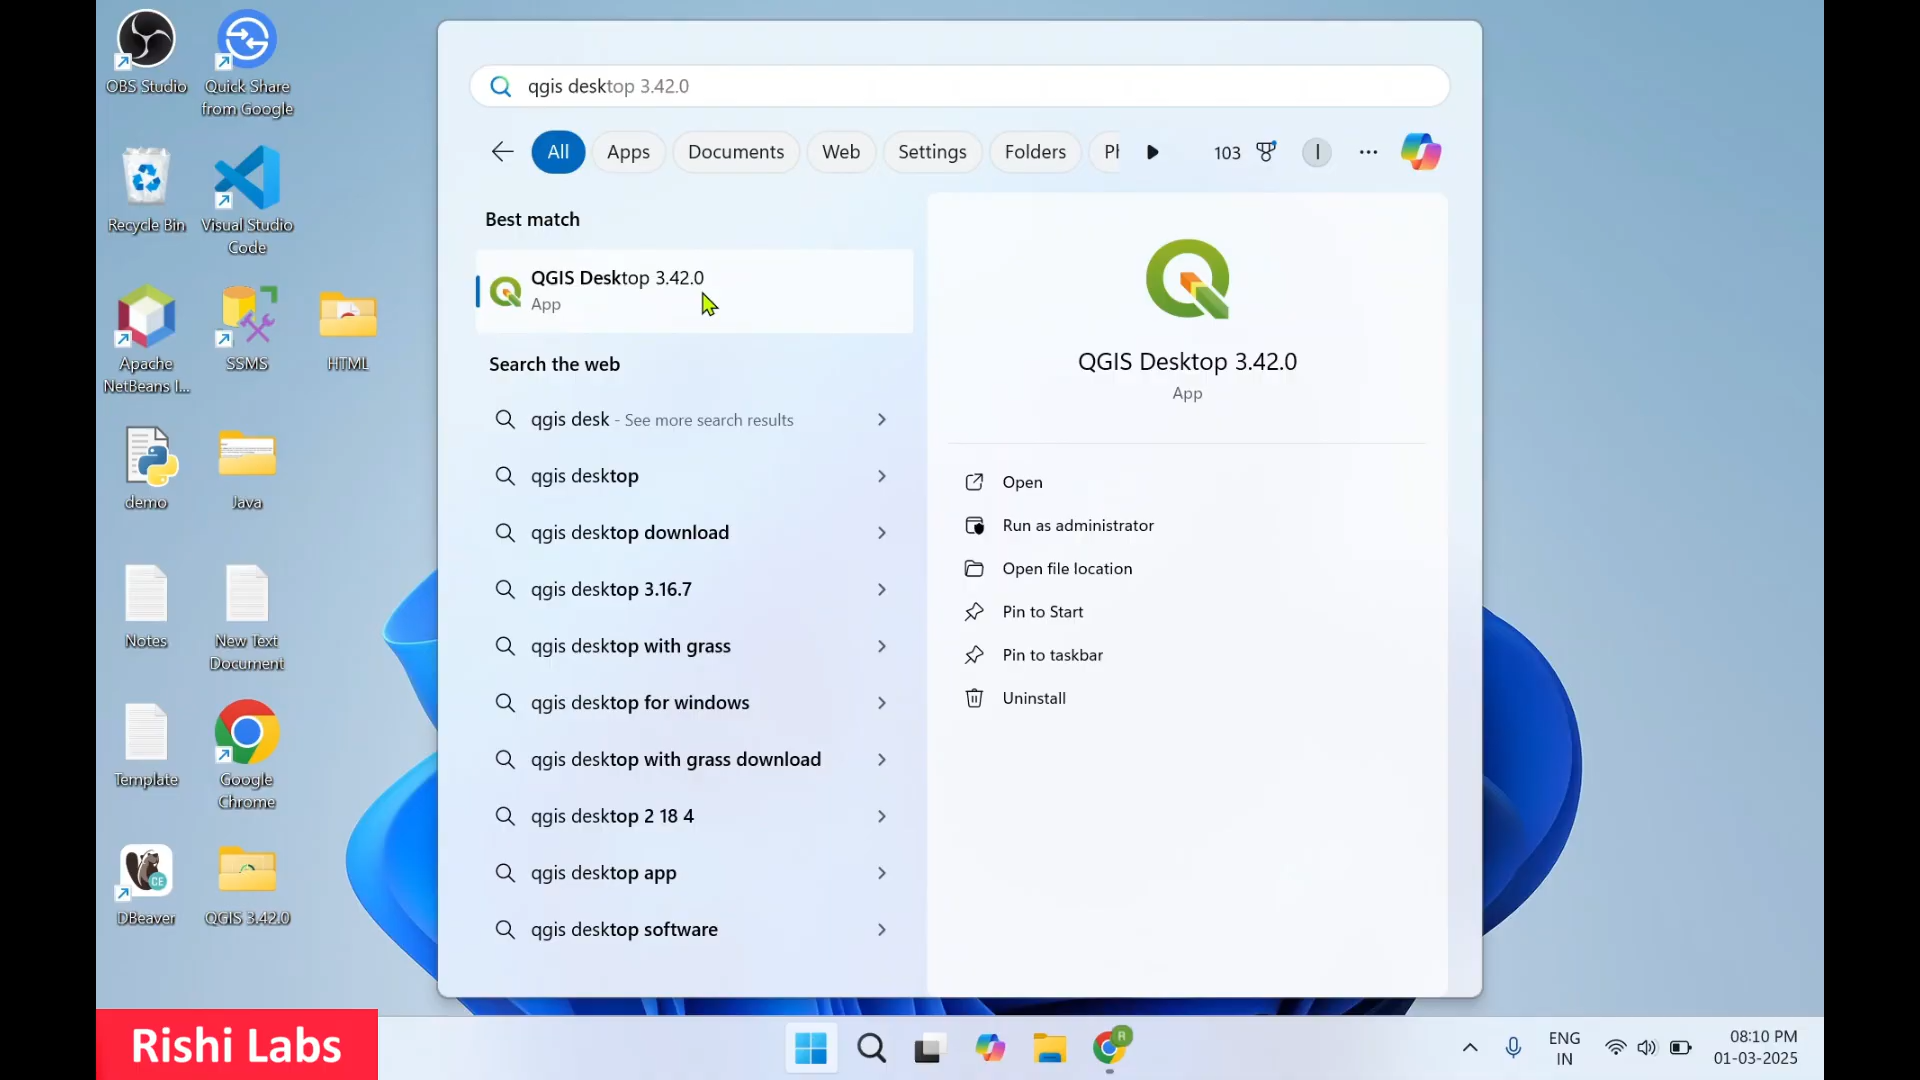 OBS Studio
Quick Share
from Google
Recycle Bin
Visual Studio
Code
Apache
NetBeans I...
SSMS
HTML
demo
Java
Notes
New Text
Document
Template
Google
Chrome
DBeaver
CE
QGIS 3.42.0
qgis desktop 3.42.0
All
Apps
Documents
Web
Settings
Folders
Pl
103
I
Best match
QGIS Desktop 3.42.0
App
Search the web
qgis desk - See more search results
qgis desktop
qgis desktop download
qgis desktop 3.16.7
qgis desktop with grass
qgis desktop for windows
qgis desktop with grass download
qgis desktop 2 18 4
qgis desktop app
qgis desktop software
QGIS Desktop 3.42.0
App
Open
Run as administrator
Open file location
Pin to Start
Pin to taskbar
Uninstall
Rishi Labs
R
ENG
IN
08:10 PM
01-03-2025